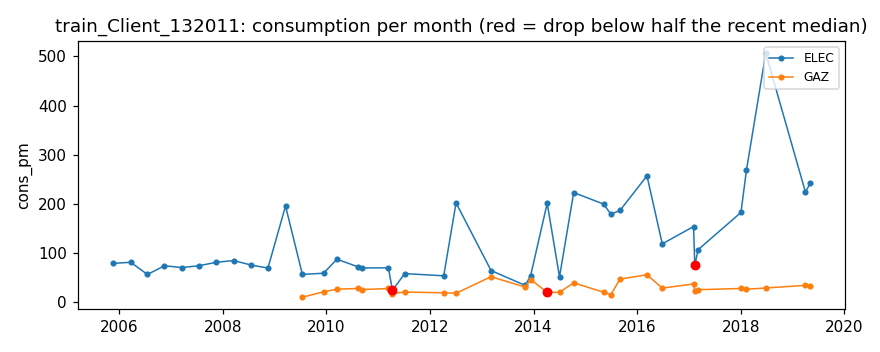 train_Client_132011: consumption per month (red = drop below half the recent median)
500
400
300
200
100
0
cons_pm
ELEC
GAZ
2006 2008 2010 2012 2014 2016 2018 2020